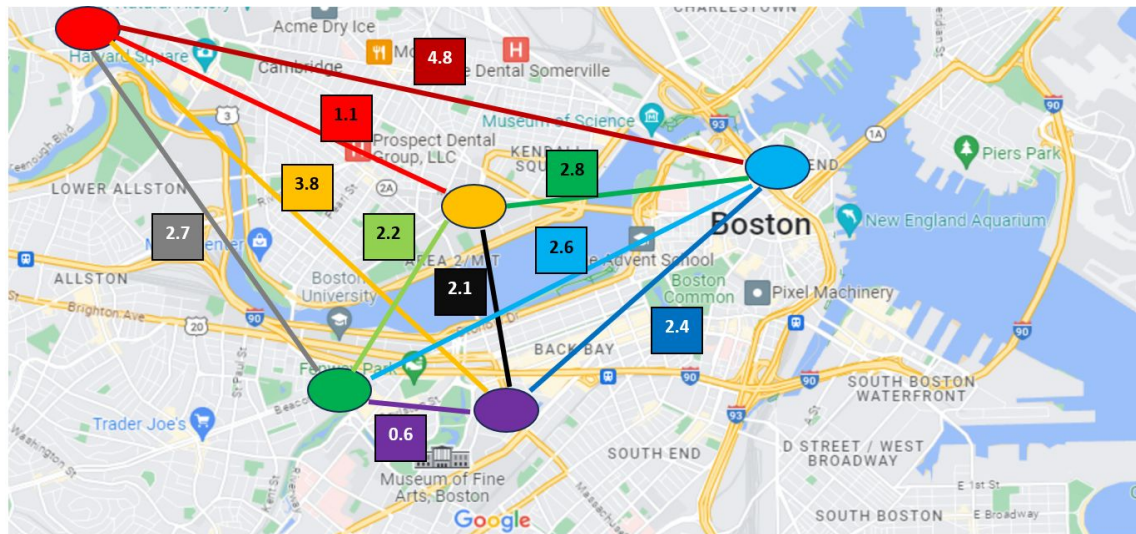 Acme Dry Ice
CHARLESTOWN
Harvard Square
Cambridge
4.8
Dental Somerville
93
90
3
1.1
Museum of Science
1A
Prospect Dental
Group, LLC
Piers Park
LOWER ALLSTON
3.8
2A
2.8
2.7
2.2
Boston
New England Aquarium
2.6
Advent School
ALLSTON
AREA 2/MIT
Boston
University
2.1
Boston
Common
Pixel Machinery
Brighton Ave
20
90
2.4
BACK BAY
90
Fenway Park
90
90
SOUTH BOSTON
WATERFRONT
93
Trader Joe's
0.6
SOUTH END
D STREET / WEST
BROADWAY
Museum of Fine
Arts, Boston
E 1st St
Google
SOUTH BOSTON
E Broadway